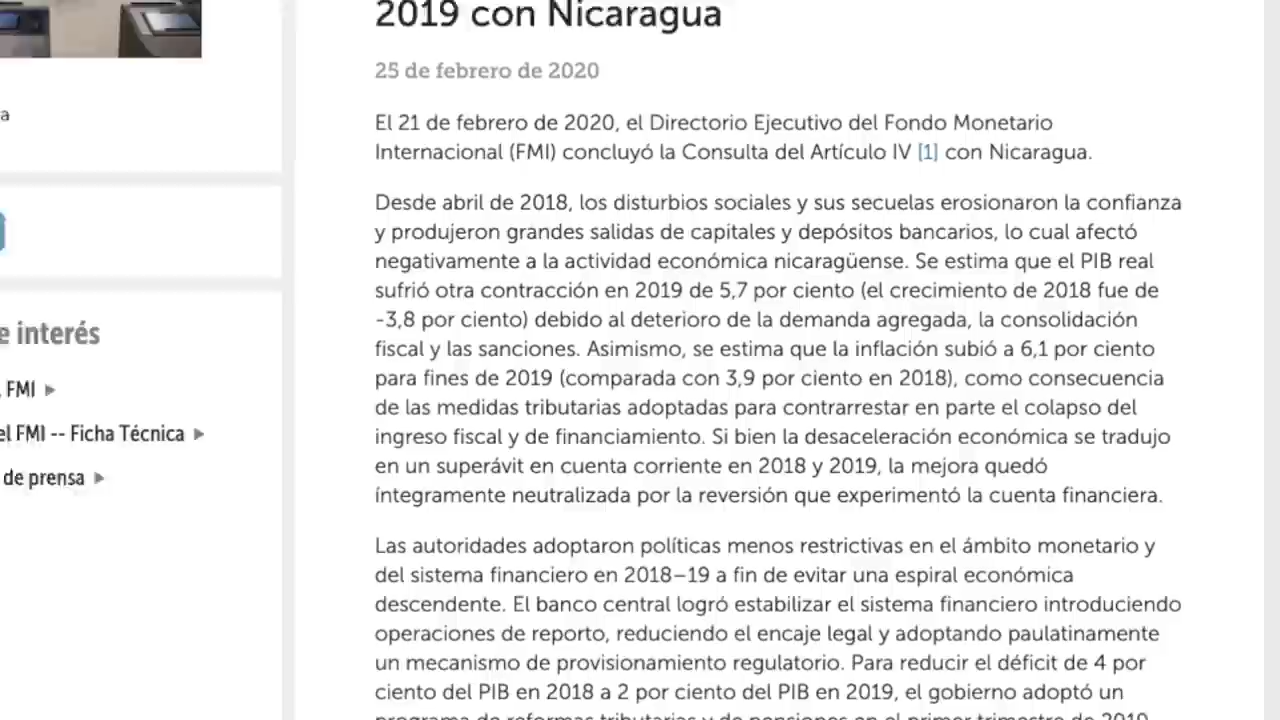 2019 con Nicaragua
25 de febrero de 2020
El 21 de febrero de 2020, el Directorio Ejecutivo del Fondo Monetario
Internacional (FMI) concluyó la Consulta del Artículo IV [1] con Nicaragua.
Desde abril de 2018, los disturbios sociales y sus secuelas erosionaron la confianza
y produjeron grandes salidas de capitales y depósitos bancarios, lo cual afectó
negativamente a la actividad económica nicaragüense. Se estima que el PIB real
sufrió otra contracción en 2019 de 5,7 por ciento (el crecimiento de 2018 fue de
-3,8 por ciento) debido al deterioro de la demanda agregada, la consolidación
fiscal y las sanciones. Asimismo, se estima que la inflación subió a 6,1 por ciento
para fines de 2019 (comparada con 3,9 por ciento en 2018), como consecuencia
de las medidas tributarias adoptadas para contrarrestar en parte el colapso del
ingreso fiscal y de financiamiento. Si bien la desaceleración económica se tradujo
en un superávit en cuenta corriente en 2018 y 2019, la mejora quedó
íntegramente neutralizada por la reversión que experimentó la cuenta financiera.
Las autoridades adoptaron políticas menos restrictivas en el ámbito monetario y
del sistema financiero en 2018–19 a fin de evitar una espiral económica
descendente. El banco central logró estabilizar el sistema financiero introduciendo
operaciones de reporto, reduciendo el encaje legal y adoptando paulatinamente
un mecanismo de provisionamiento regulatorio. Para reducir el déficit de 4 por
ciento del PIB en 2018 a 2 por ciento del PIB en 2019, el gobierno adoptó un
programa de reformas tributarias y de pensiones en el primer trimestre de 2019
a
e interés
FMI
el FMI -- Ficha Técnica
de prensa